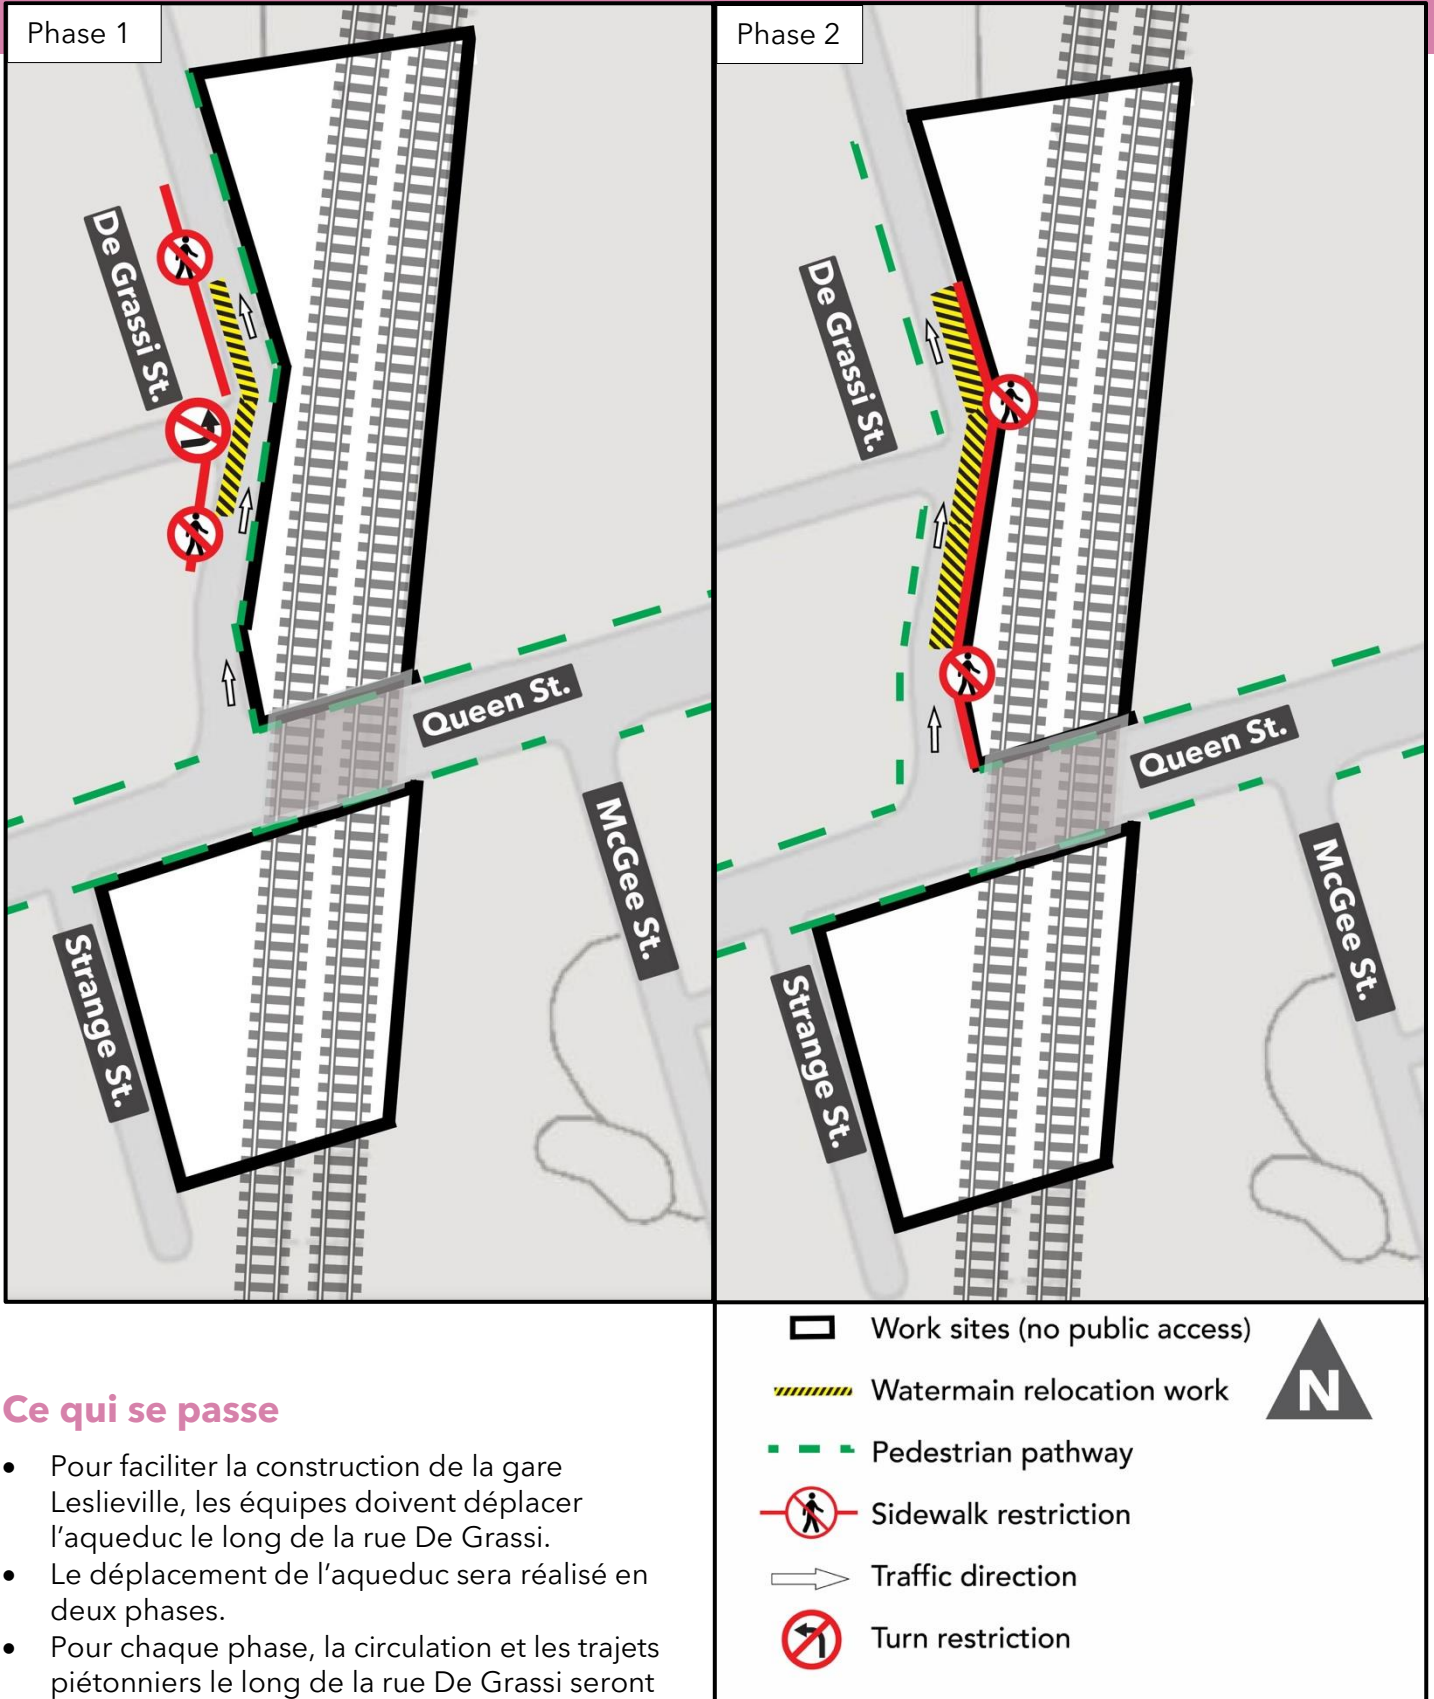 Phase 1
De Grassi St.
Queen St.
McGee St.
Strange St.
Phase 2
De Grassi St.
Queen St.
McGee St.
Strange St.
Ce qui se passe
• Pour faciliter la construction de la gare
Leslieville, les équipes doivent déplacer
l’aqueduc le long de la rue De Grassi.
• Le déplacement de l’aqueduc sera réalisé en
deux phases.
• Pour chaque phase, la circulation et les trajets
piétonniers le long de la rue De Grassi seront
Work sites (no public access)
Watermain relocation work
Pedestrian pathway
Sidewalk restriction
Traffic direction
Turn restriction
N